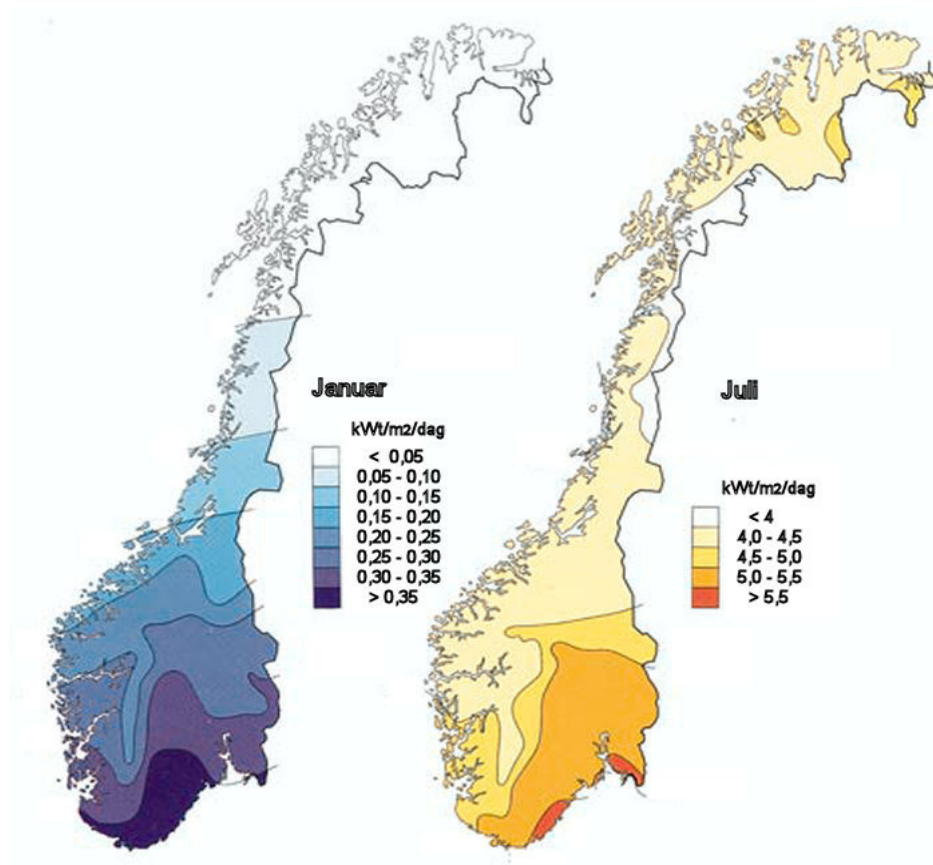 Januar
kWt/m2/dag
< 0,05
0,05 - 0,10
0,10 - 0,15
0,15 - 0,20
0,20 - 0,25
0,25 - 0,30
0,30 - 0,35
> 0,35
Juli
kWt/m2/dag
< 4
4,0 - 4,5
4,5 - 5,0
5,0 - 5,5
> 5,5